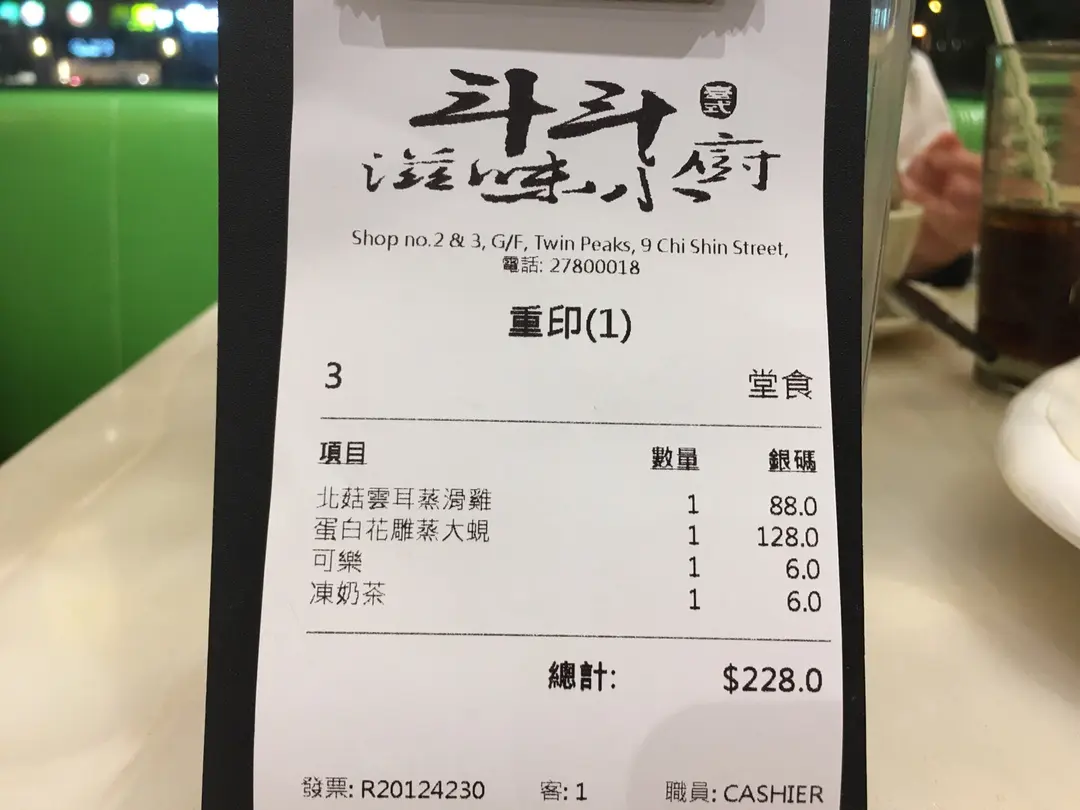 斗斗 臺式
滋味小廚
Shop no.2 & 3, G/F, Twin Peaks, 9 Chi Shin Street,
電話: 27800018
重印(1)
3 堂食
項目 數量 銀碼
北菇雲耳蒸滑雞 1 88.0
蛋白花雕蒸大蜆 1 128.0
可樂 1 6.0
凍奶茶 1 6.0
總計: $228.0
發票: R20124230 客: 1 職員: CASHIER